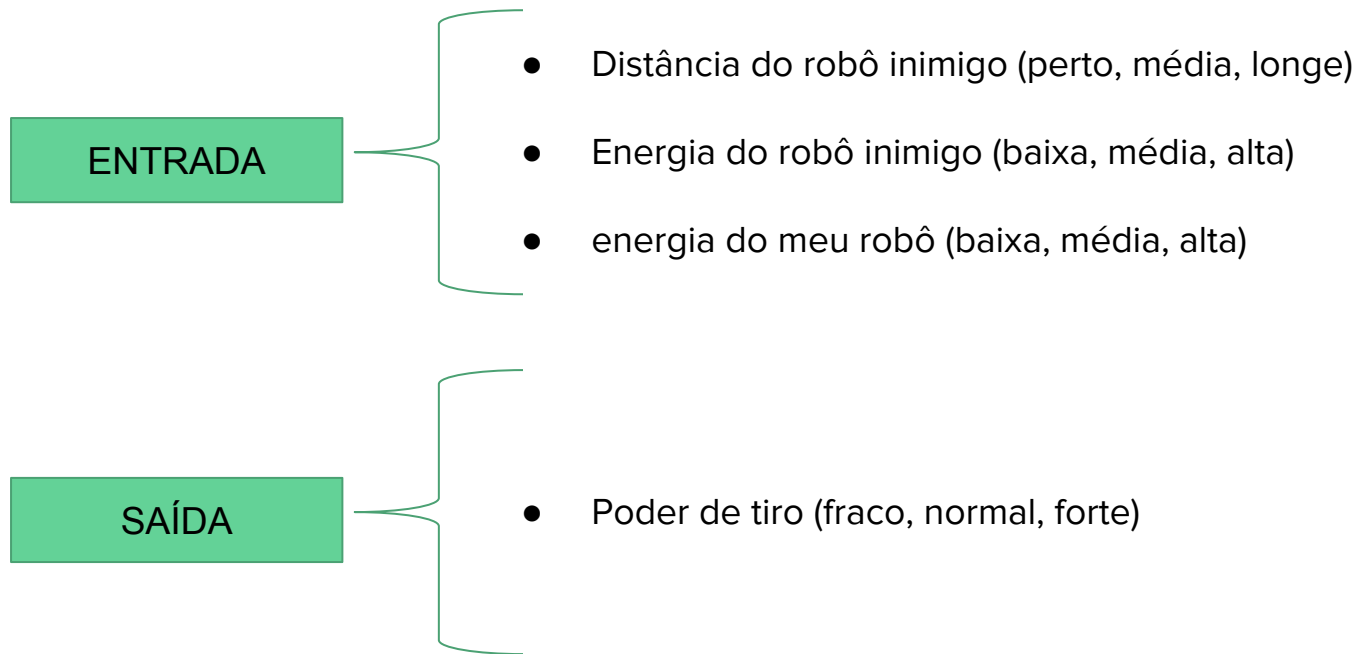 ENTRADA
● Distância do robô inimigo (perto, média, longe)
● Energia do robô inimigo (baixa, média, alta)
● energia do meu robô (baixa, média, alta)
SAÍDA
● Poder de tiro (fraco, normal, forte)